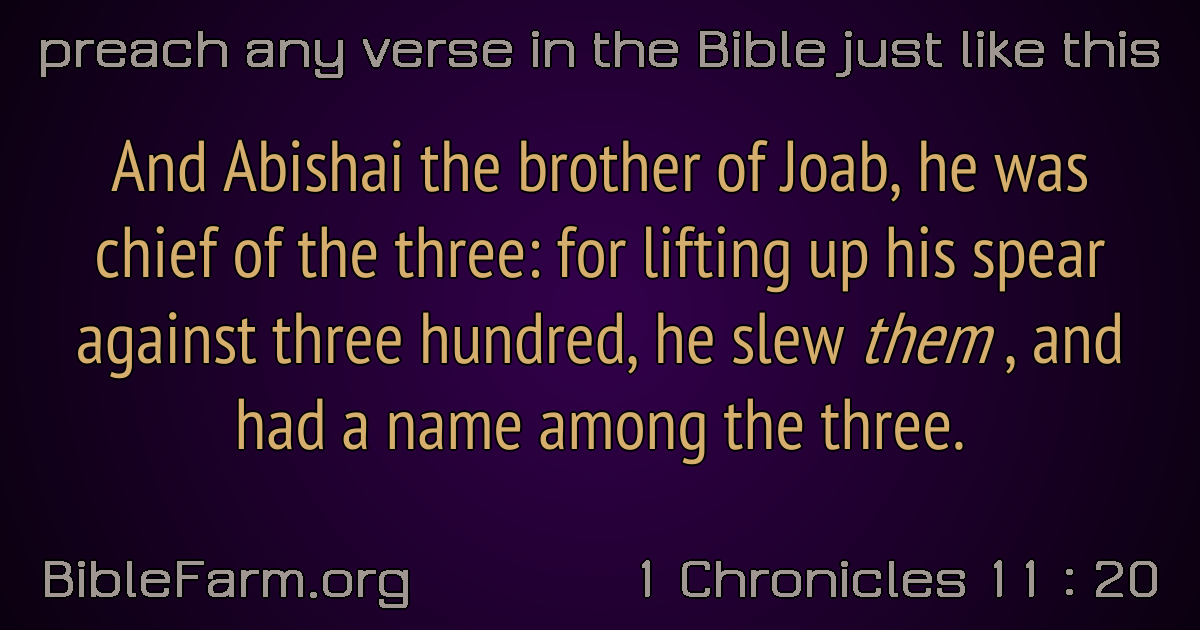 preach any verse in the Bible just like this
And Abishai the brother of Joab, he was
chief of the three: for lifting up his spear
against three hundred, he slew them , and
had a name among the three.
BibleFarm.org
1 Chronicles 11 : 20